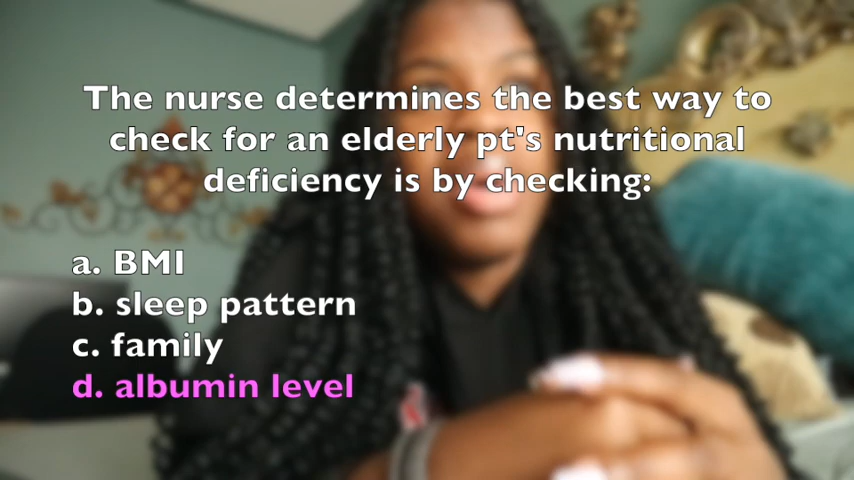 The nurse determines the best way to
check for an elderly pt's nutritional
deficiency is by checking:
a. BMI
b. sleep pattern
c. family
d. albumin level